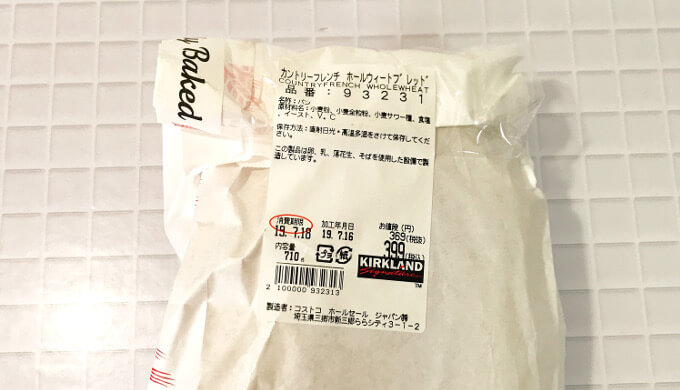 y Baked
カントリーフレンチ ホールウィートブレッド
COUNTRYFRENCH WHOLEWHEAT
品番:93231
名称:パン
原材料名:小麦粉、小麦全粒粉、小麦サワー種、食塩
、イースト、V.C
保存方法:直射日光・高温多湿をさけて保存してくだ
さい。
この製品は卵、乳、落花生、そばを使用した設備で製
造しています。
消費期限 加工年月日 お値段(円)
19.7.18 19.7.16 369(税抜)
399(税込)
内容量
710g
プラ 紙
KIRKLAND
Signature
TM
2 100000 932313
製造者:コストコ ホールセール ジャパン㈱
埼玉県三郷市新三郷ららシティ3-1-2